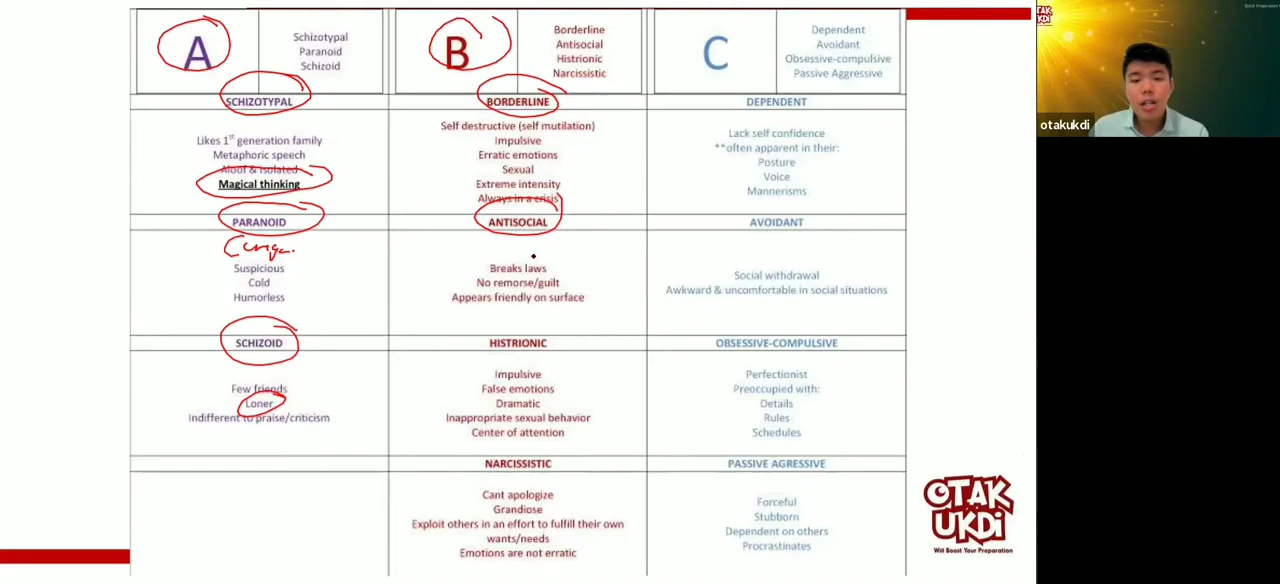 A
Schizotypal
Paranoid
Schizoid
B
Borderline
Antisocial
Histrionic
Narcissistic
C
Dependent
Avoidant
Obsessive-compulsive
Passive Aggressive
SCHIZOTYPAL
Likes 1st generation family
Metaphoric speech
Aloof & isolated
Magical thinking
BORDERLINE
Self destructive (self mutilation)
Impulsive
Erratic emotions
Sexual
Extreme intensity
Always in a crisis
DEPENDENT
Lack self confidence
**often apparent in their:
Posture
Voice
Mannerisms
PARANOID
Suspicious
Cold
Humorless
ANTISOCIAL
Breaks laws
No remorse/guilt
Appears friendly on surface
AVOIDANT
Social withdrawal
Awkward & uncomfortable in social situations
SCHIZOID
Few friends
Loner
Indifferent to praise/criticism
HISTRIONIC
Impulsive
False emotions
Dramatic
Inappropriate sexual behavior
Center of attention
OBSESSIVE-COMPULSIVE
Perfectionist
Preoccupied with:
Details
Rules
Schedules
NARCISSISTIC
Cant apologize
Grandiose
Exploit others in an effort to fulfill their own
wants/needs
Emotions are not erratic
PASSIVE AGRESSIVE
Forceful
Stubborn
Dependent on others
Procrastinates
OTAK
UKDI
otakukdi
OTAK
UKDi
Will Boost Your Preparation